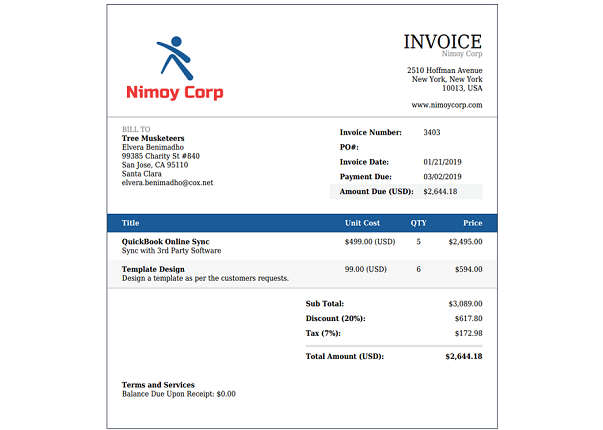 Nimoy Corp
INVOICE
Nimoy Corp
2510 Hoffman Avenue
New York, New York
10013, USA
www.nimoycorp.com
BILL TO
Tree Musketeers
Elvera Benimadho
99385 Charity St #840
San Jose, CA 95110
Santa Clara
elvera.benimadho@cox.net
Invoice Number: 3403
PO#:
Invoice Date: 01/21/2019
Payment Due: 03/02/2019
Amount Due (USD): $2,644.18
Title Unit Cost QTY Price
QuickBook Online Sync $499.00 (USD) 5 $2,495.00
Sync with 3rd Party Software
Template Design 99.00 (USD) 6 $594.00
Design a template as per the customers requests.
Sub Total: $3,089.00
Discount (20%): $617.80
Tax (7%): $172.98
Total Amount (USD): $2,644.18
Terms and Services
Balance Due Upon Receipt: $0.00